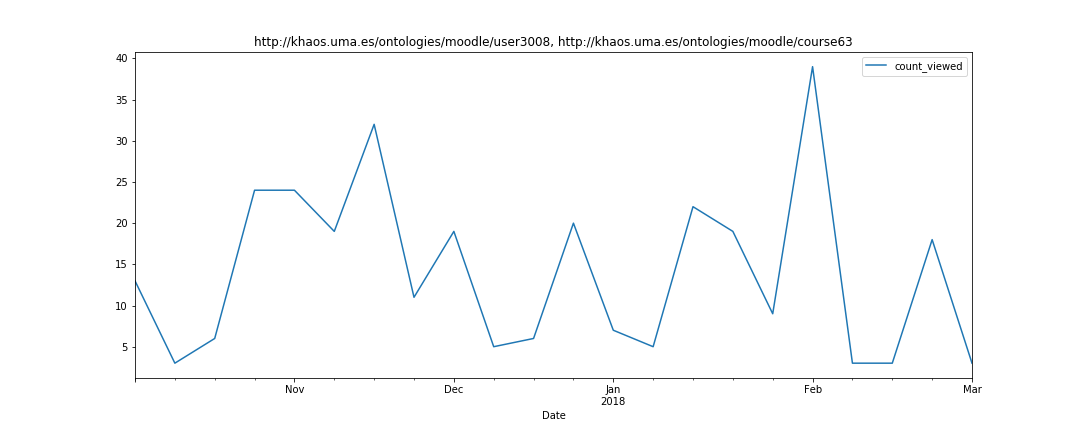 http://khaos.uma.es/ontologies/moodle/user3008, http://khaos.uma.es/ontologies/moodle/course63
count_viewed
40
35
30
25
20
15
10
5
Nov
Dec
Jan
2018
Feb
Mar
Date